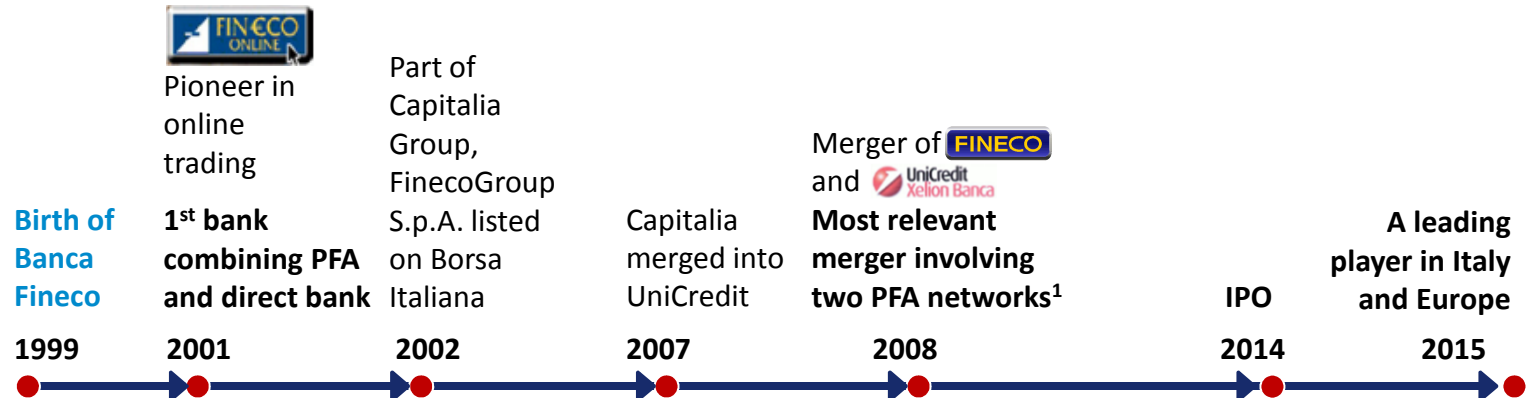 Birth of
Banca
Fineco
1999
FIN€CO
ONLINE
Pioneer in
online
trading
1st bank
combining PFA
and direct bank
2001
Part of
Capitalia
Group,
FinecoGroup
S.p.A. listed
on Borsa
Italiana
2002
Capitalia
merged into
UniCredit
2007
Merger of FINECO
and UniCredit
Xelion Banca
Most relevant
merger involving
two PFA networks1
2008
IPO
2014
A leading
player in Italy
and Europe
2015